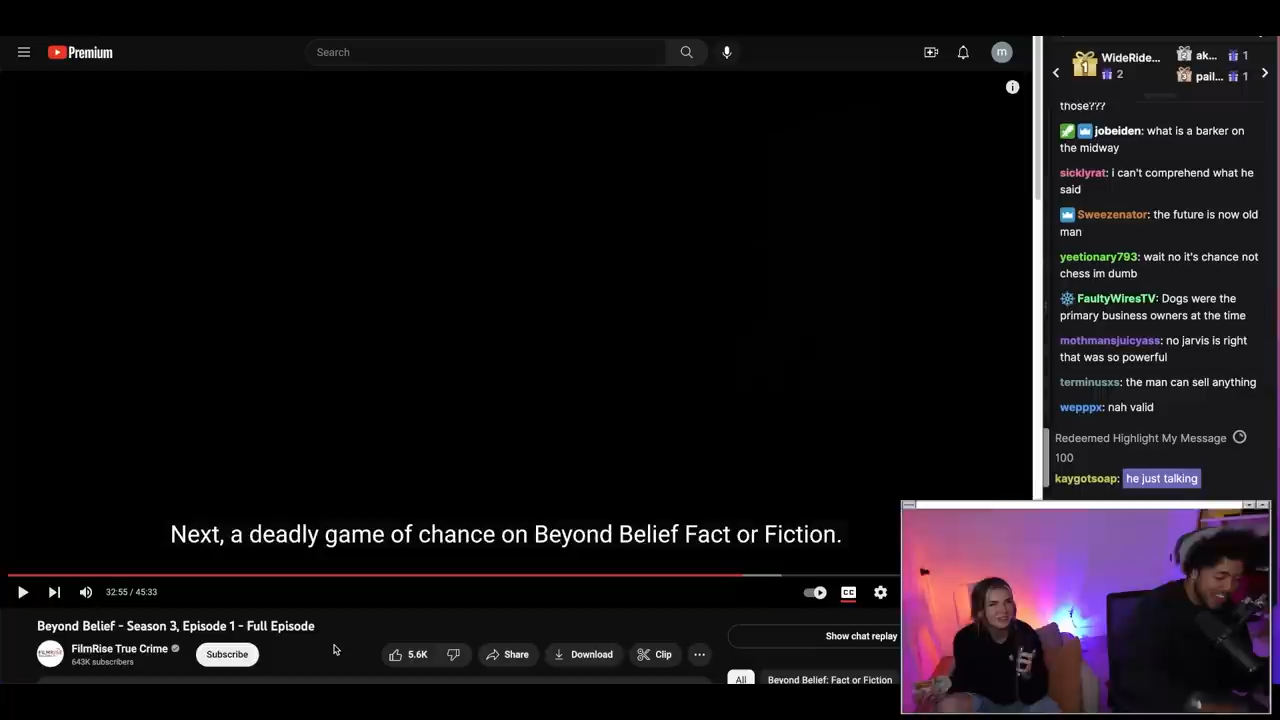 Premium
Search
m
WideRide...
2
ak...
1
pail...
1
those???
jobeiden: what is a barker on
the midway
sicklyrat: i can't comprehend what he
said
Sweezenator: the future is now old
man
yeetionary793: wait no it's chance not
chess im dumb
FaultyWiresTV: Dogs were the
primary business owners at the time
mothmansjuicyass: no jarvis is right
that was so powerful
terminusxs: the man can sell anything
wepppx: nah valid
Redeemed Highlight My Message
100
kaygotsoap: he just talking
Next, a deadly game of chance on Beyond Belief Fact or Fiction.
32:55 / 45:33
CC
Beyond Belief - Season 3, Episode 1 - Full Episode
FilmRise True Crime
643K subscribers
Subscribe
5.6K
Share
Download
Clip
Show chat replay
All
Beyond Belief: Fact or Fiction